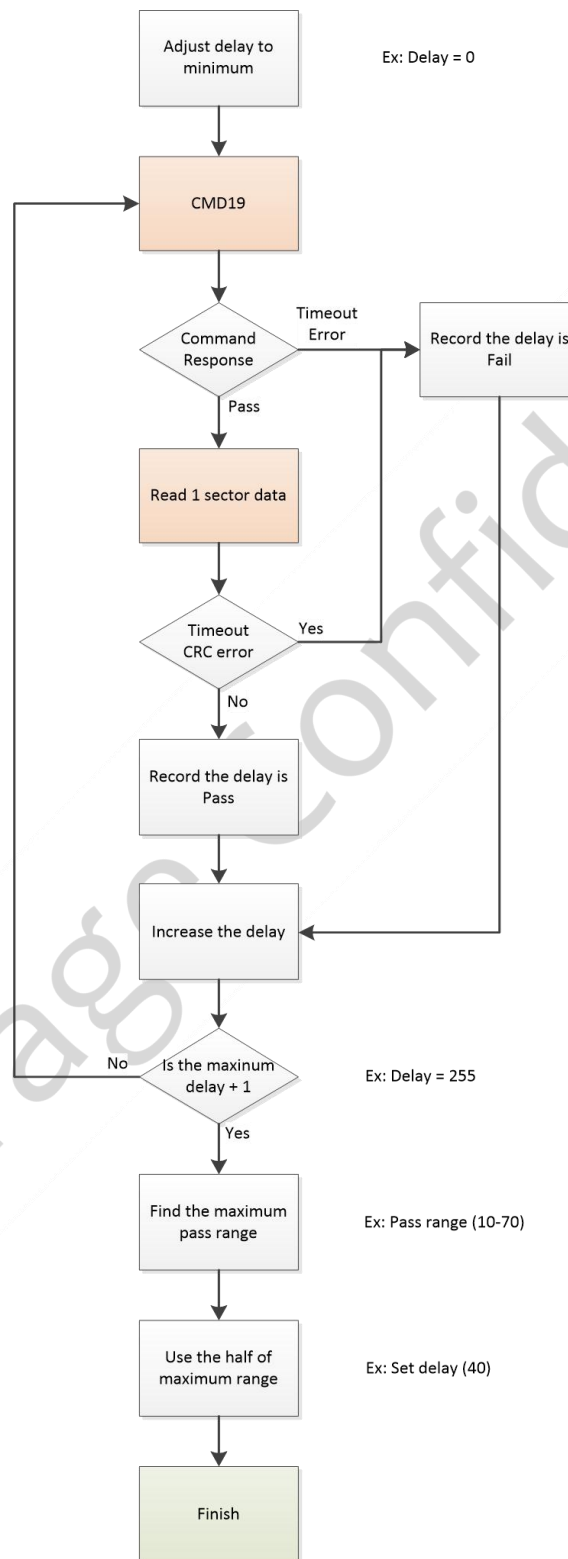 Adjust delay to
minimum
Ex: Delay = 0
CMD19
Command
Response
Timeout
Error
Record the delay is
Fail
Pass
Read 1 sector data
Timeout
CRC error
Yes
No
Record the delay is
Pass
Increase the delay
No
Is the maxinum
delay + 1
Ex: Delay = 255
Yes
Find the maximum
pass range
Ex: Pass range (10-70)
Use the half of
maximum range
Ex: Set delay (40)
Finish